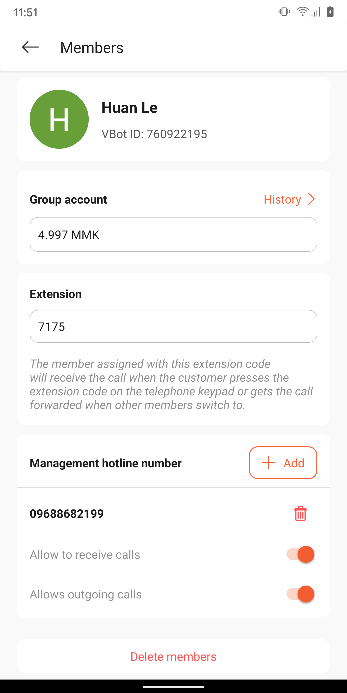 11:51
Members
H
Huan Le
VBot ID: 760922195
Group account
History
4.997 MMK
Extension
7175
The member assigned with this extension code
will receive the call when the customer presses the
extension code on the telephone keypad or gets the call
forwarded when other members switch to.
Management hotline number
Add
09688682199
Allow to receive calls
Allows outgoing calls
Delete members